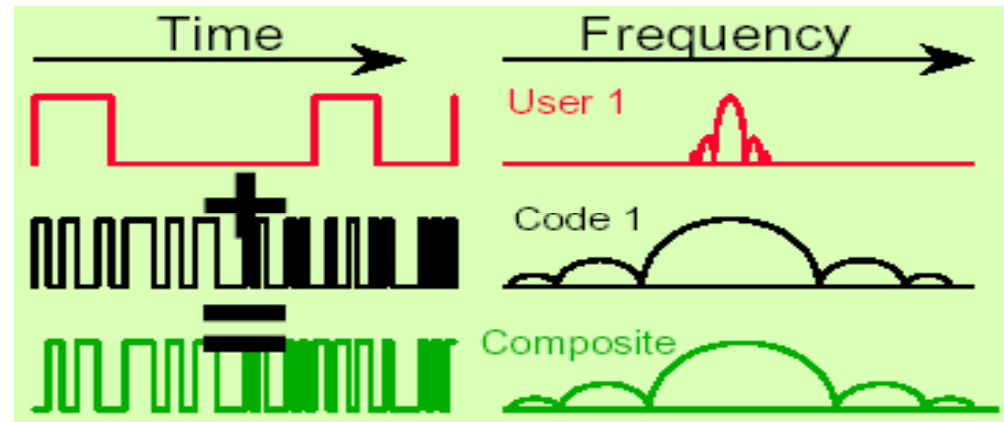 Time
Frequency
User 1
+
Code 1
=
Composite